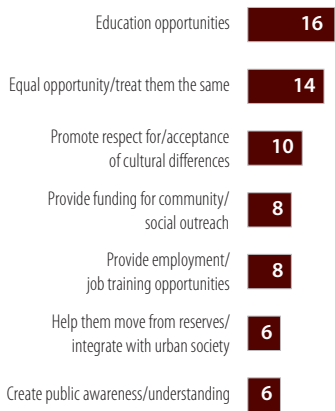 Education opportunities 16
Equal opportunity/treat them the same 14
Promote respect for/acceptance
of cultural differences 10
Provide funding for community/
social outreach 8
Provide employment/
job training opportunities 8
Help them move from reserves/
integrate with urban society 6
Create public awareness/understanding 6